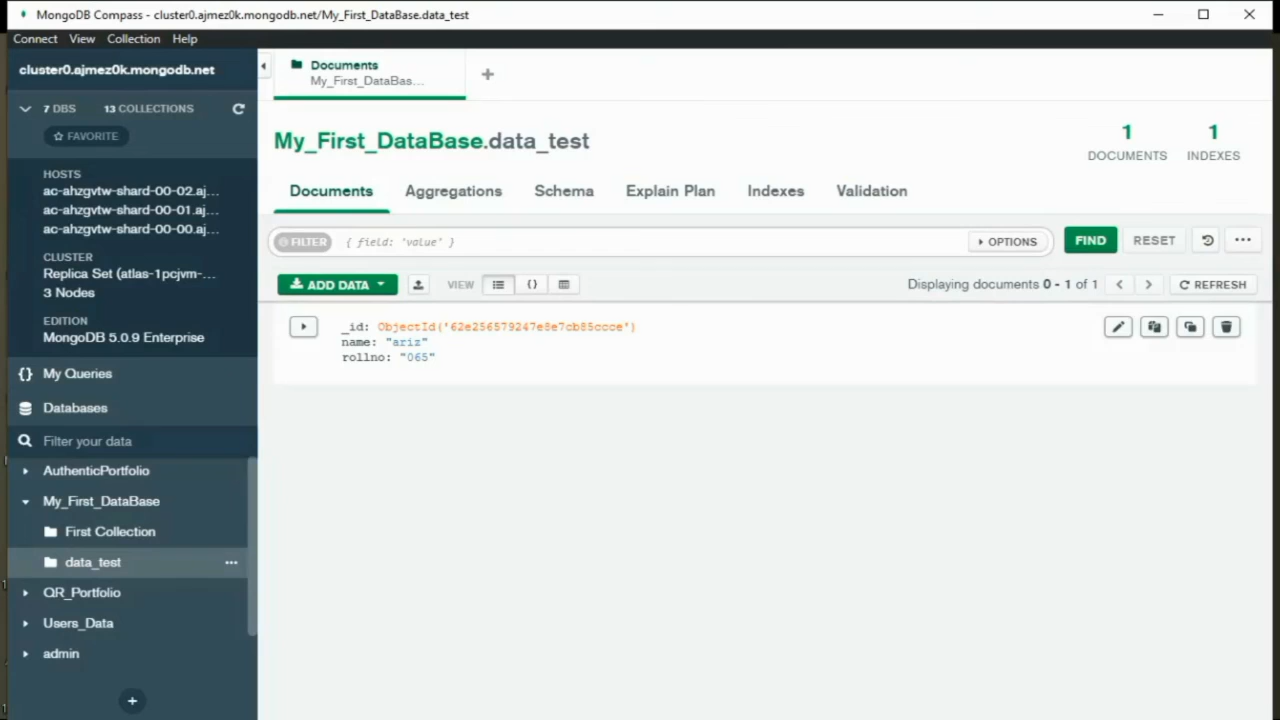 MongoDB Compass - cluster0.ajmez0k.mongodb.net/My_First_DataBase.data_test
Connect View Collection Help
cluster0.ajmez0k.mongodb.net
7 DBS 13 COLLECTIONS
FAVORITE
HOSTS
ac-ahzgvtw-shard-00-02.aj...
ac-ahzgvtw-shard-00-01.aj...
ac-ahzgvtw-shard-00-00.aj...
CLUSTER
Replica Set (atlas-1pcjvm-...
3 Nodes
EDITION
MongoDB 5.0.9 Enterprise
{} My Queries
Databases
Filter your data
AuthenticPortfolio
My_First_DataBase
First Collection
data_test ...
QR_Portfolio
Users_Data
admin
+
Documents
My_First_DataBas...
+
My_First_DataBase.data_test
1 DOCUMENTS
1 INDEXES
Documents Aggregations Schema Explain Plan Indexes Validation
FILTER { field: 'value' } OPTIONS FIND RESET ...
ADD DATA VIEW {} Displaying documents 0 - 1 of 1 < > REFRESH
_id: ObjectId('62e256579247e8e7cb85ccce')
name: "ariz"
rollno: "065"